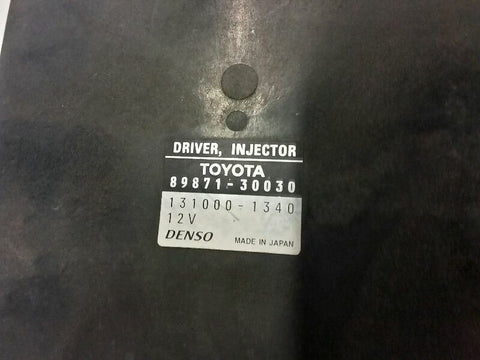 DRIVER, INJECTOR
TOYOTA
89871-30030
131000-1340
12V
DENSO MADE IN JAPAN